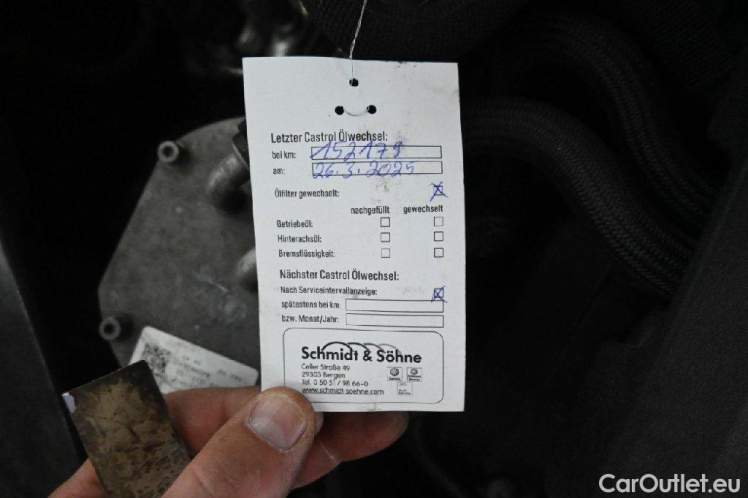 Letzter Castrol Ölwechsel:
bei km: 152179
am: 26.3.2025
Ölfilter gewechselt:
nachgefüllt gewechselt
Getriebeöl:
Hinterachsöl:
Bremsflüssigkeit:
Nächster Castrol Ölwechsel:
Nach Serviceintervallanzeige:
spätestens bei km:
bzw. Monat/Jahr:
Schmidt & Söhne
Celler Straße 49
29303 Bergen
Tel. 0 50 51 / 98 66-0
www.schmidt-soehne.com
CarOutlet.eu